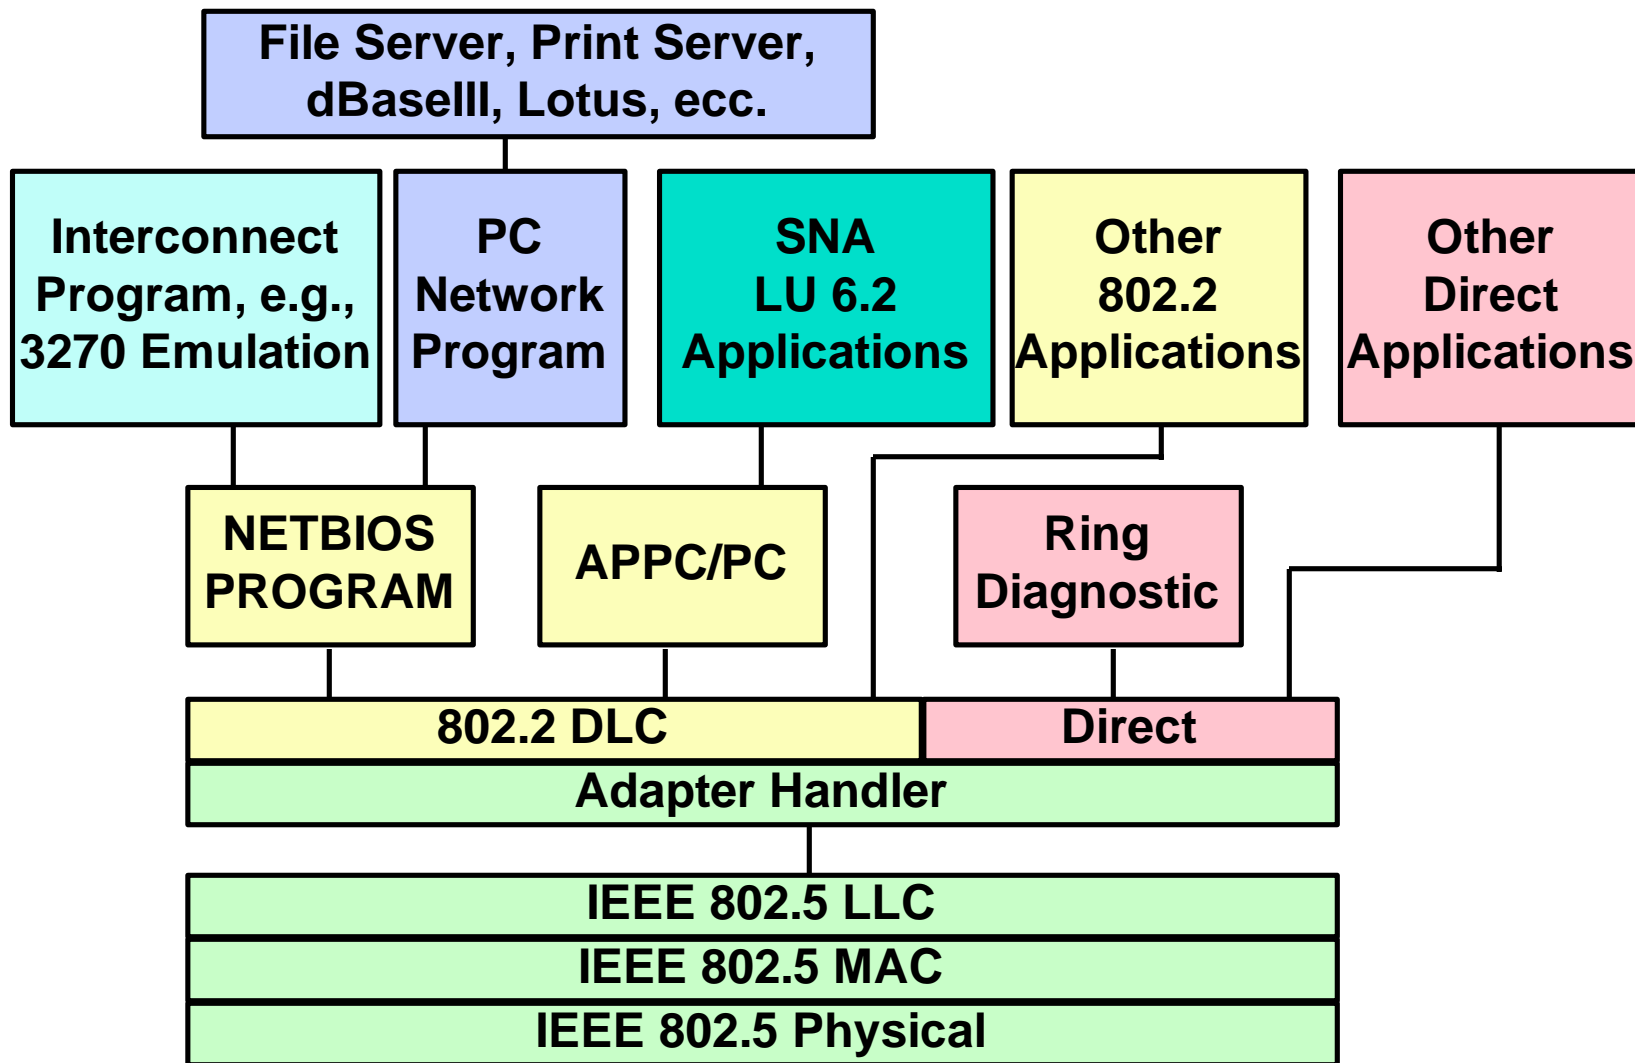 File Server, Print Server,
dBaseIII, Lotus, ecc.
Interconnect
Program, e.g.,
3270 Emulation
PC
Network
Program
SNA
LU 6.2
Applications
Other
802.2
Applications
Other
Direct
Applications
NETBIOS
PROGRAM
APPC/PC
Ring
Diagnostic
802.2 DLC
Direct
Adapter Handler
IEEE 802.5 LLC
IEEE 802.5 MAC
IEEE 802.5 Physical